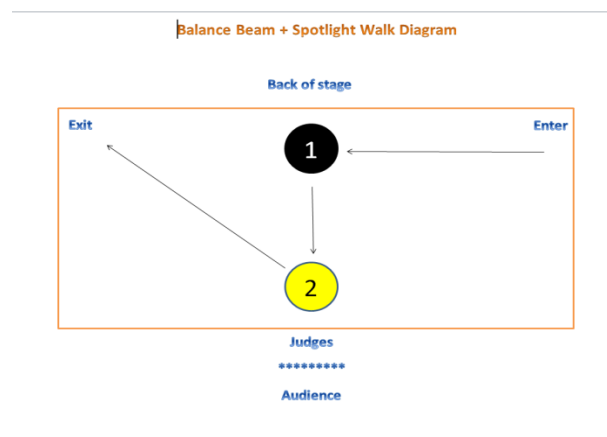 Balance Beam + Spotlight Walk Diagram
Back of stage
Exit
Enter
1
2
Judges
*********
Audience